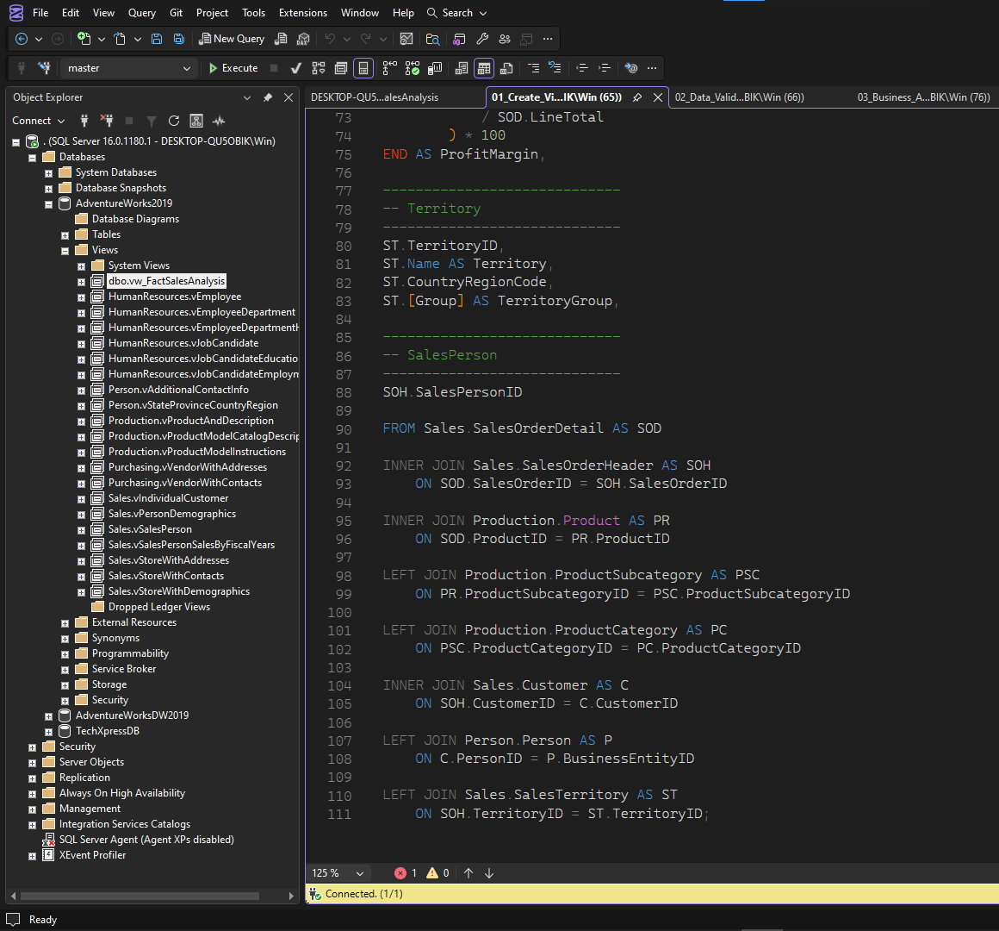 File Edit View Query Git Project Tools Extensions Window Help Search
New Query DAX
master Execute
Object Explorer
Connect
. (SQL Server 16.0.1180.1 - DESKTOP-QU5OBIK\Win)
Databases
System Databases
Database Snapshots
AdventureWorks2019
Database Diagrams
Tables
Views
System Views
dbo.vw_FactSalesAnalysis
HumanResources.vEmployee
HumanResources.vEmployeeDepartment
HumanResources.vEmployeeDepartmentH
HumanResources.vJobCandidate
HumanResources.vJobCandidateEducatio
HumanResources.vJobCandidateEmploym
Person.vAdditionalContactInfo
Person.vStateProvinceCountryRegion
Production.vProductAndDescription
Production.vProductModelCatalogDescrip
Production.vProductModelInstructions
Purchasing.vVendorWithAddresses
Purchasing.vVendorWithContacts
Sales.vIndividualCustomer
Sales.vPersonDemographics
Sales.vSalesPerson
Sales.vSalesPersonSalesByFiscalYears
Sales.vStoreWithAddresses
Sales.vStoreWithContacts
Sales.vStoreWithDemographics
Dropped Ledger Views
External Resources
Synonyms
Programmability
Service Broker
Storage
Security
AdventureWorksDW2019
TechXpressDB
Security
Server Objects
Replication
Always On High Availability
Management
Integration Services Catalogs
SQL Server Agent (Agent XPs disabled)
XEvent Profiler
DESKTOP-QU5...alesAnalysis 01_Create_Vi...IK\Win (65)) 02_Data_Valid...BIK\Win (66)) 03_Business_A...BIK\Win (76))
73 / SOD.LineTotal
74 ) * 100
75 END AS ProfitMargin,
76
77 -----------------------------
78 -- Territory
79 -----------------------------
80 ST.TerritoryID,
81 ST.Name AS Territory,
82 ST.CountryRegionCode,
83 ST.[Group] AS TerritoryGroup,
84
85 -----------------------------
86 -- SalesPerson
87 -----------------------------
88 SOH.SalesPersonID
89
90 FROM Sales.SalesOrderDetail AS SOD
91
92 INNER JOIN Sales.SalesOrderHeader AS SOH
93 ON SOD.SalesOrderID = SOH.SalesOrderID
94
95 INNER JOIN Production.Product AS PR
96 ON SOD.ProductID = PR.ProductID
97
98 LEFT JOIN Production.ProductSubcategory AS PSC
99 ON PR.ProductSubcategoryID = PSC.ProductSubcategoryID
100
101 LEFT JOIN Production.ProductCategory AS PC
102 ON PSC.ProductCategoryID = PC.ProductCategoryID
103
104 INNER JOIN Sales.Customer AS C
105 ON SOH.CustomerID = C.CustomerID
106
107 LEFT JOIN Person.Person AS P
108 ON C.PersonID = P.BusinessEntityID
109
110 LEFT JOIN Sales.SalesTerritory AS ST
111 ON SOH.TerritoryID = ST.TerritoryID;
125 % 1 0
Connected. (1/1)
Ready